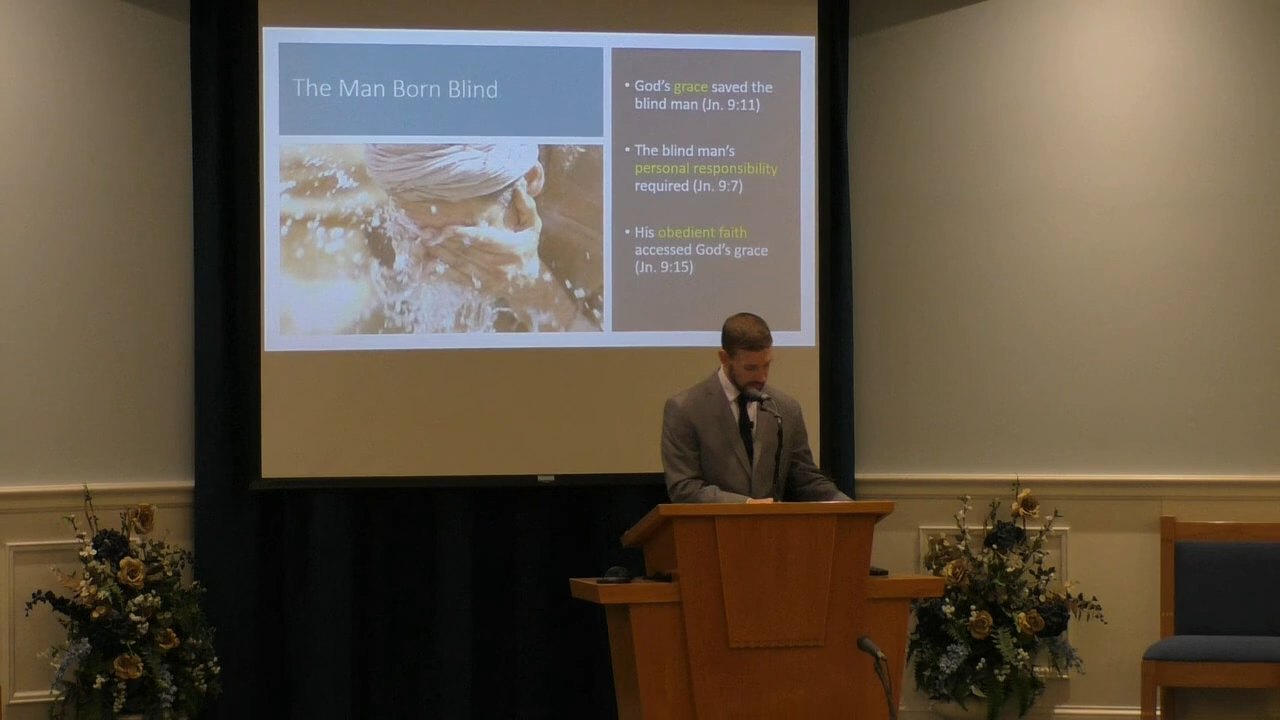 The Man Born Blind
• God's grace saved the
blind man (Jn. 9:11)
• The blind man's
personal responsibility
required (Jn. 9:7)
• His obedient faith
accessed God's grace
(Jn. 9:15)